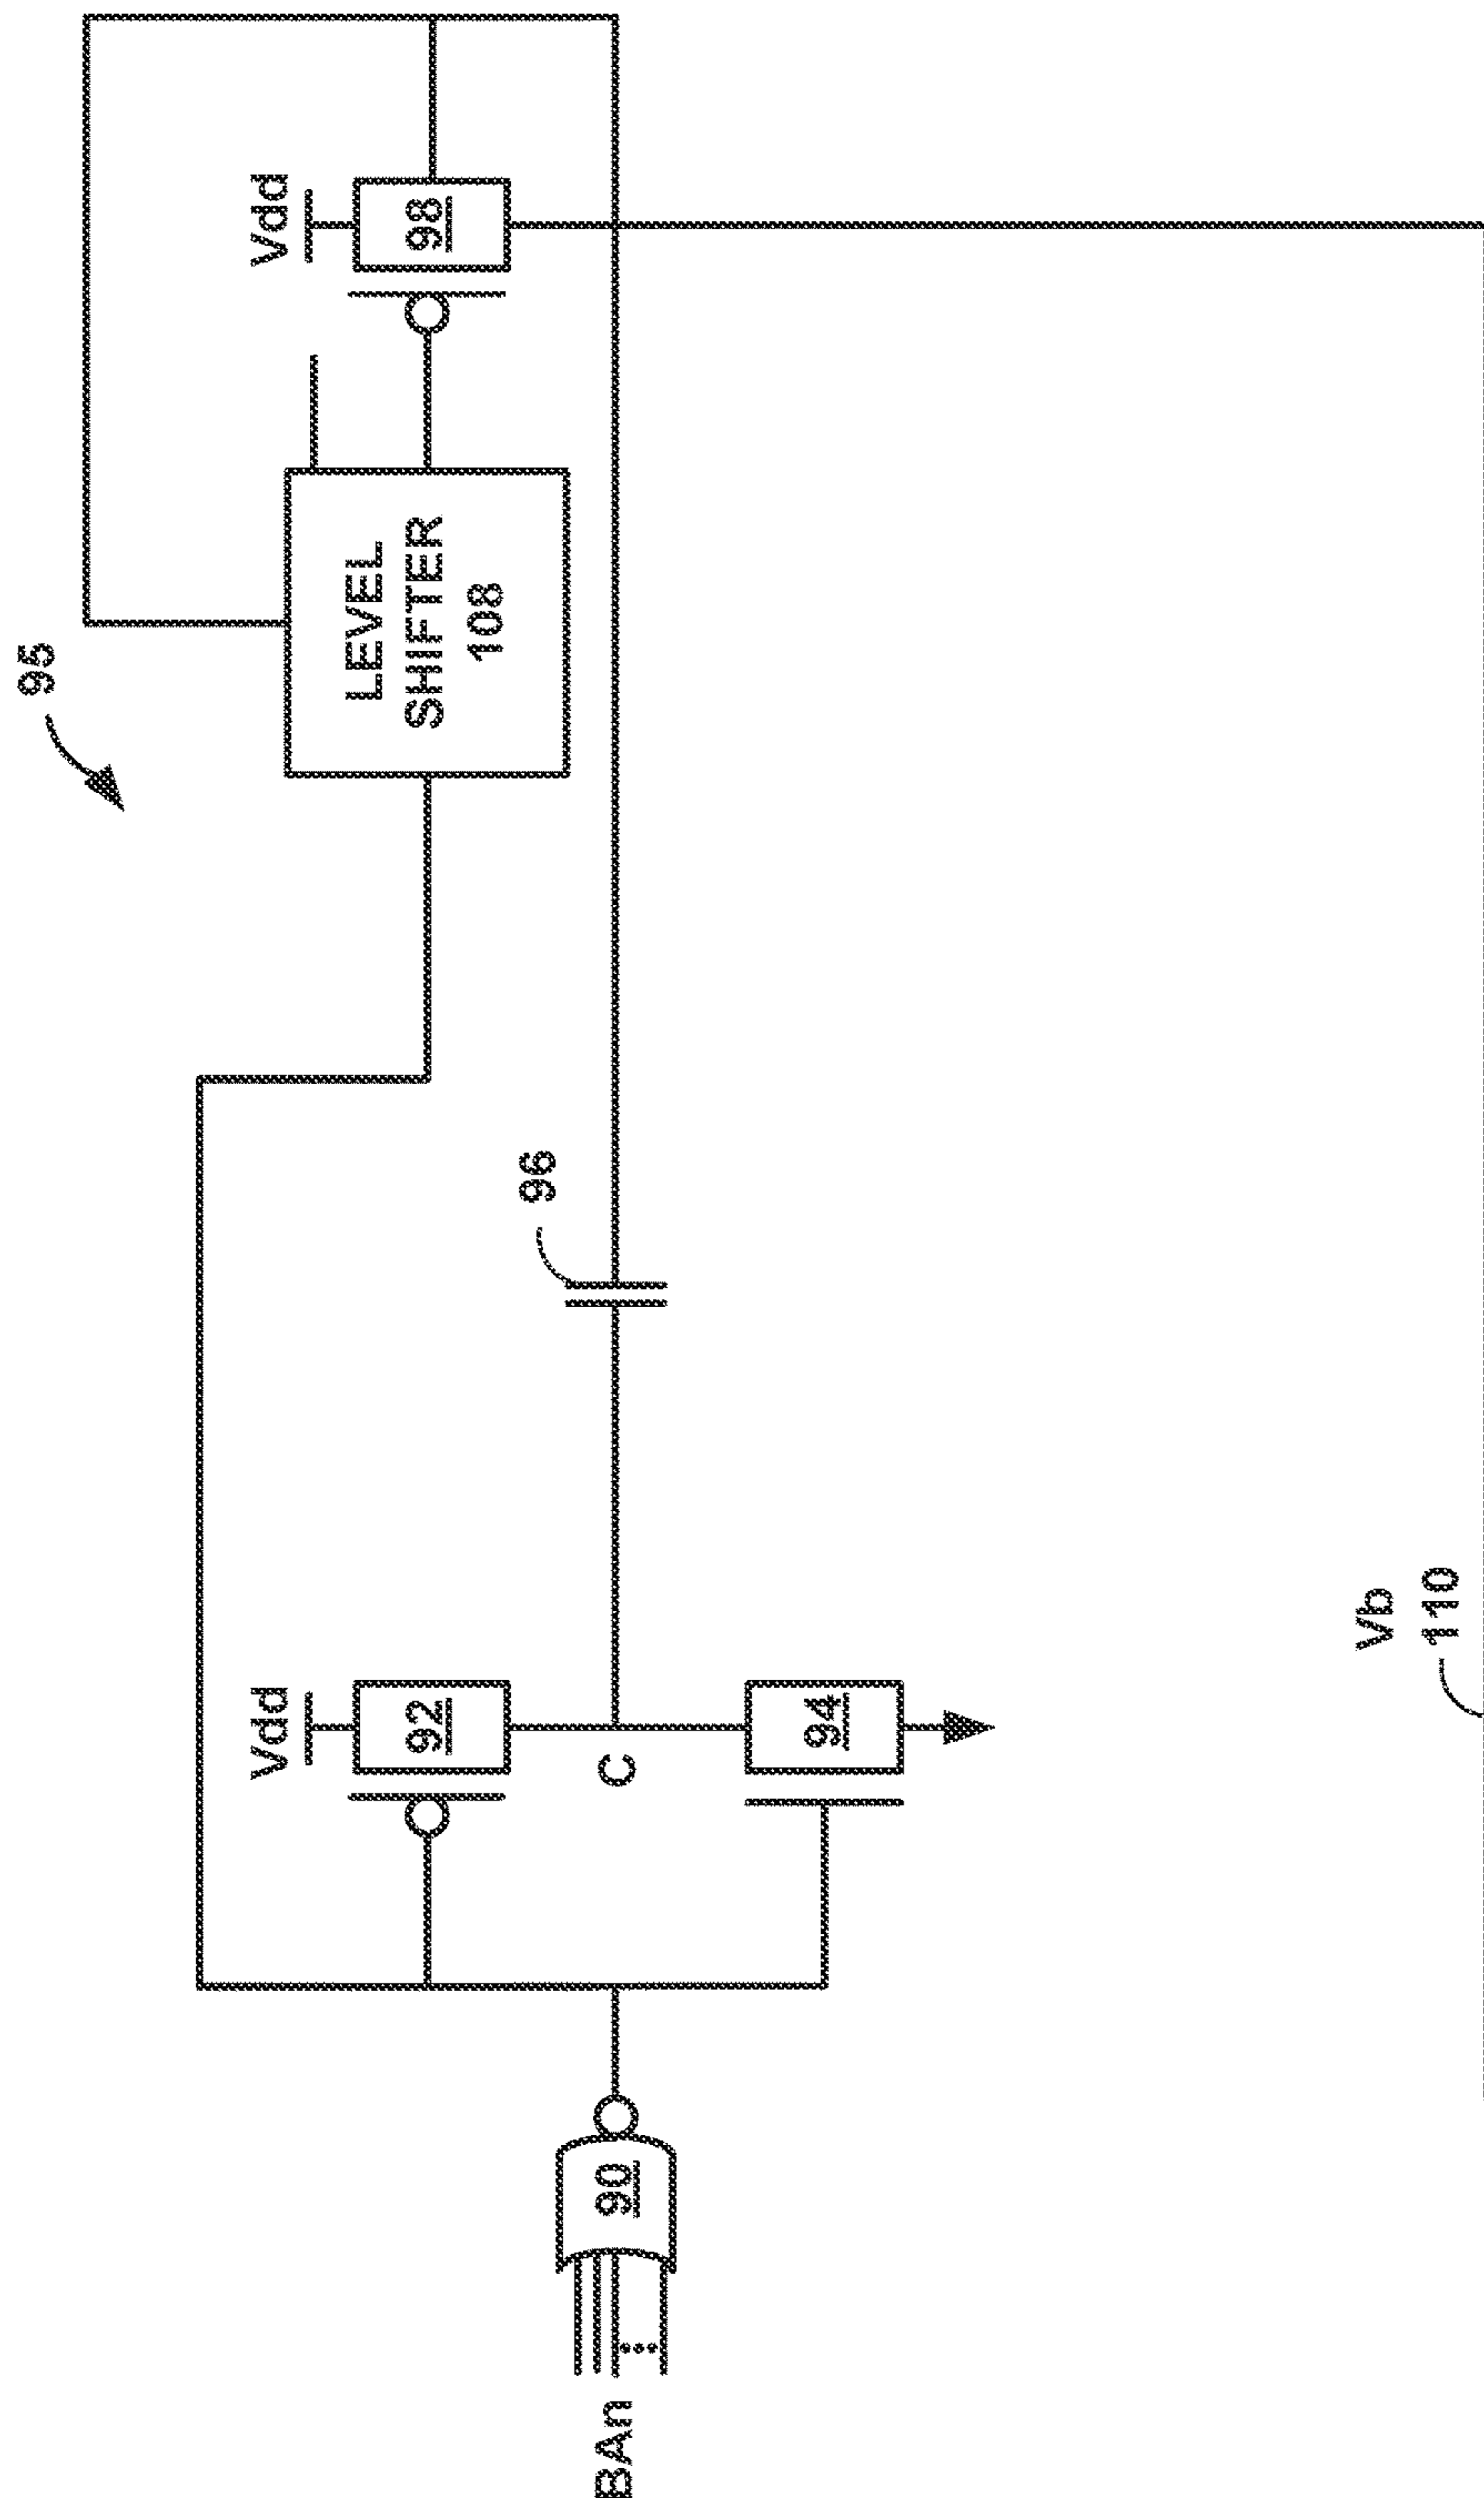 95
Vdd
98
LEVEL
SHIFTER
108
96
Vdd
92
C
94
Vb
110
90
BAn